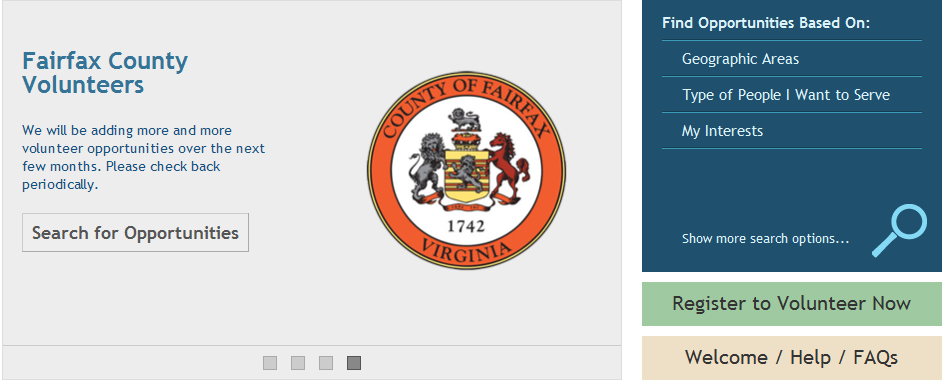 Fairfax County
Volunteers
We will be adding more and more
volunteer opportunities over the next
few months. Please check back
periodically.
Search for Opportunities
COUNTY OF FAIRFAX
1742
VIRGINIA
Find Opportunities Based On:
Geographic Areas
Type of People I Want to Serve
My Interests
Show more search options...
Register to Volunteer Now
Welcome / Help / FAQs